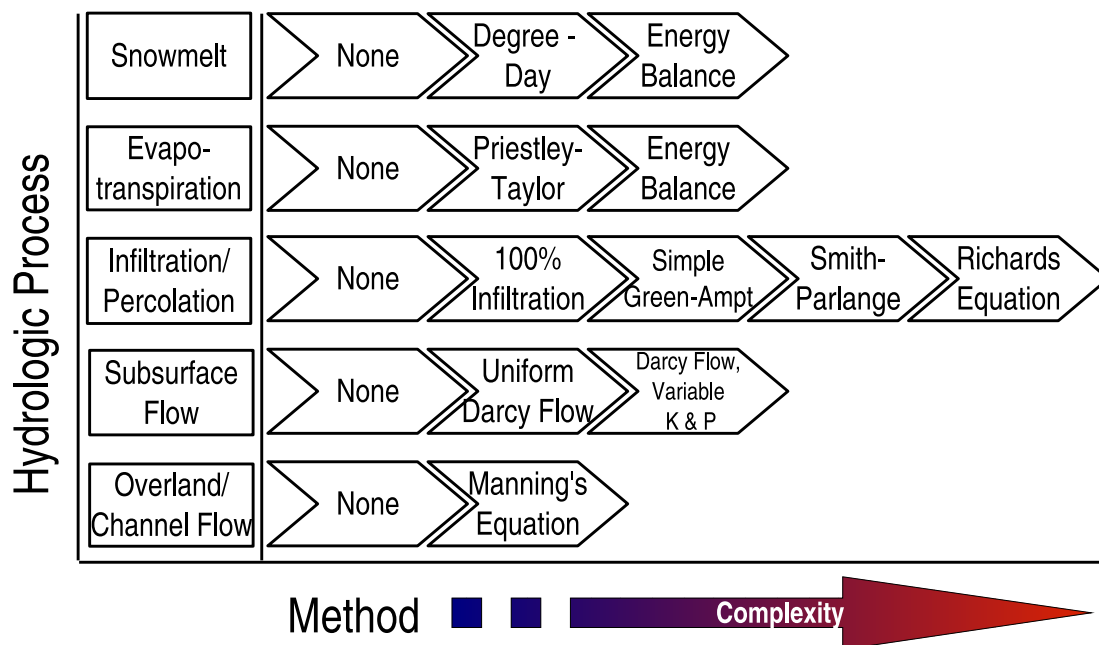 Hydrologic Process
Snowmelt
None
Degree -
Day
Energy
Balance
Evapo-
transpiration
None
Priestley-
Taylor
Energy
Balance
Infiltration/
Percolation
None
100%
Infiltration
Simple
Green-Ampt
Smith-
Parlange
Richards
Equation
Subsurface
Flow
None
Uniform
Darcy Flow
Darcy Flow,
Variable
K & P
Overland/
Channel Flow
None
Manning's
Equation
Method
Complexity